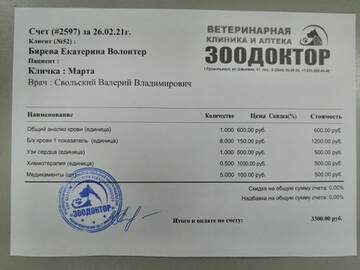 Счет (#2597) за 26.02.21г.
Клиент (№52) :
Бирева Екатерина Волонтер
Пациент :
Кличка : Марта
Врач : Свольский Валерий Владимирович
ВЕТЕРИНАРНАЯ
КЛИНИКА И АПТЕКА
ЗООДОКТОР
Наименование Количество Цена Скидка(%) Стоимость
Общий анализ крови (единица) 1.000 600.00 руб. 600.00 руб.
Б/х крови 1 показатель (единица) 8.000 150.00 руб. 1200.00 руб.
Узи сердца (единица) 1.000 500.00 руб. 500.00 руб.
Химиотерапия (единица) 0.500 1000.00 руб. 500.00 руб.
Медикаменты (шт) 5.000 100.00 руб. 500.00 руб.
Скидка на общую сумму счета: 0.00%
Надбавка на общую сумму счета: 0.00%
Итого к оплате по счету: 3300.00 руб.
ЗООДОКТОР